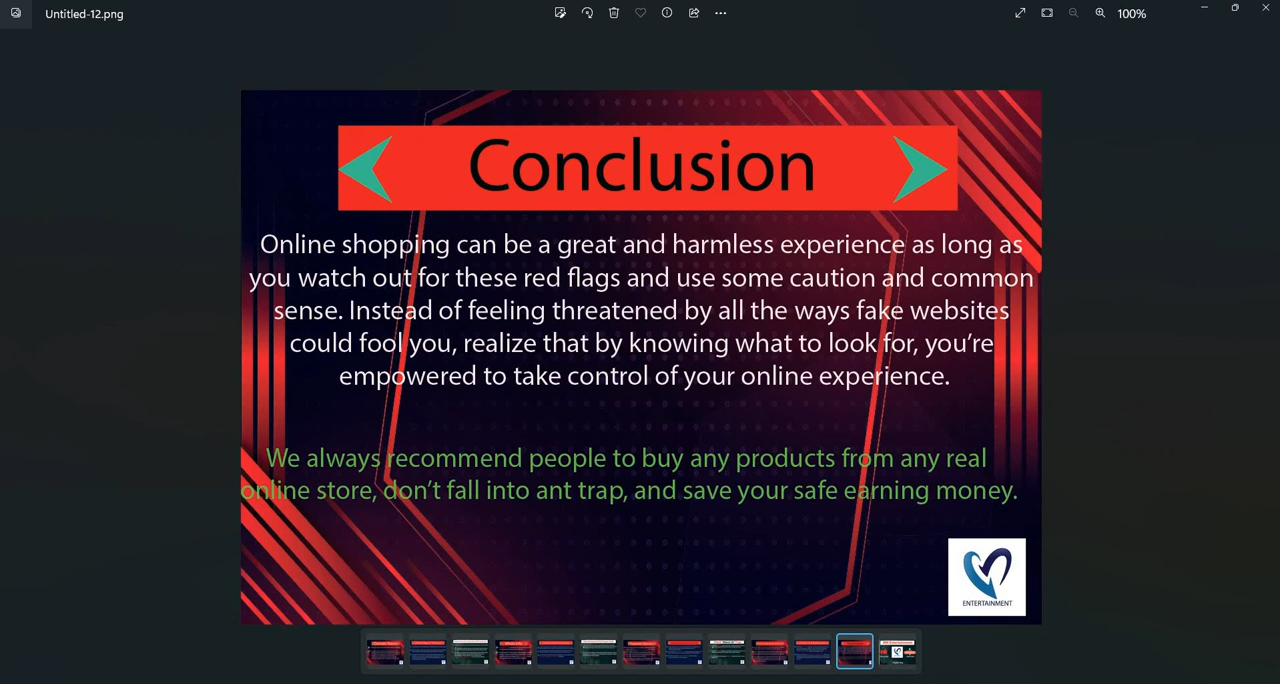 Untitled-12.png
100%
Conclusion
Online shopping can be a great and harmless experience as long as
you watch out for these red flags and use some caution and common
sense. Instead of feeling threatened by all the ways fake websites
could fool you, realize that by knowing what to look for, you're
empowered to take control of your online experience.
We always recommend people to buy any products from any real
online store, don't fall into ant trap, and save your safe earning money.
ENTERTAINMENT